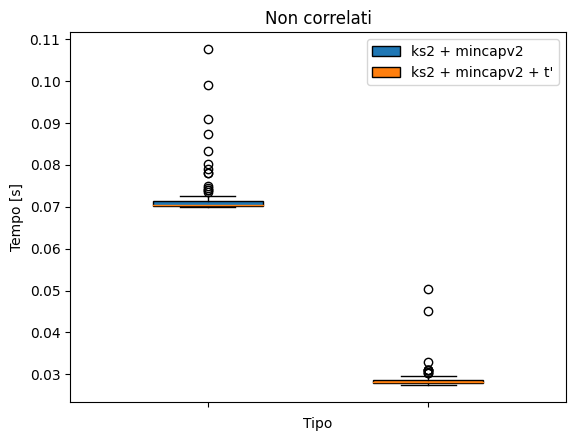 Non correlati
ks2 + mincapv2
ks2 + mincapv2 + t'
0.11
0.10
0.09
0.08
0.07
0.06
0.05
0.04
0.03
Tempo [s]
Tipo